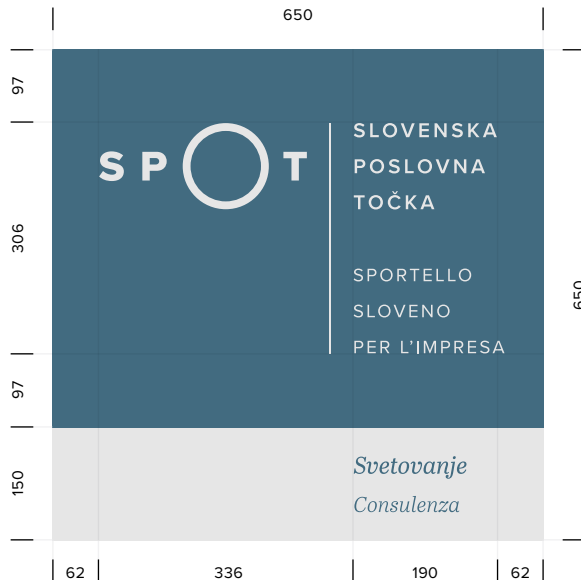 650
97
SPOT
SLOVENSKA
POSLOVNA
TOČKA
306
650
SPORTELLO
SLOVENO
PER L’IMPRESA
97
150
Svetovanje
Consulenza
62 336 190 62